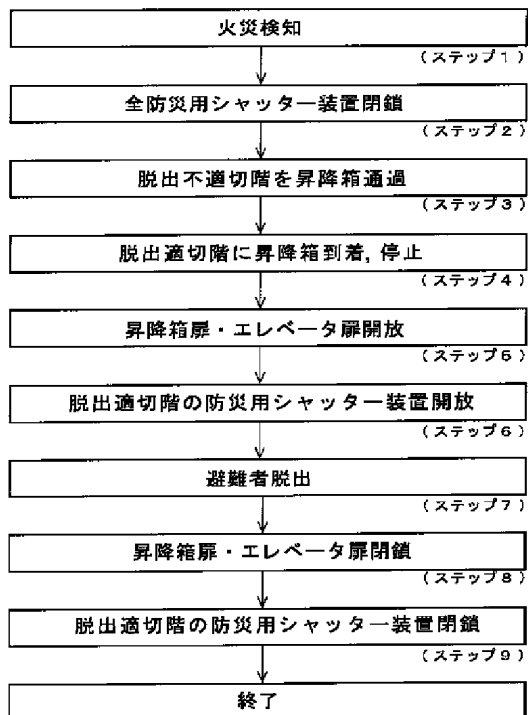 火災検知
(ステップ1)
全防災用シャッター装置閉鎖
(ステップ2)
脱出不適切階を昇降箱通過
(ステップ3)
脱出適切階に昇降箱到着,停止
(ステップ4)
昇降箱扉・エレベータ扉開放
(ステップ5)
脱出適切階の防災用シャッター装置開放
(ステップ6)
避難者脱出
(ステップ7)
昇降箱扉・エレベータ扉閉鎖
(ステップ8)
脱出適切階の防災用シャッター装置閉鎖
(ステップ9)
終了